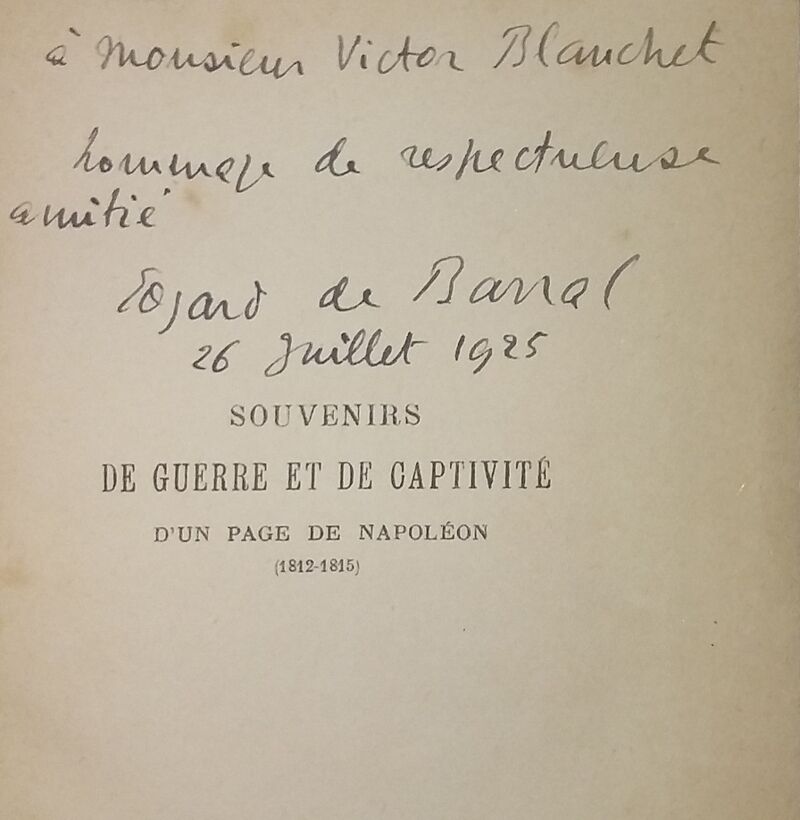 à Monsieur Victor Blanchet
hommage de respectueuse
amitié
Edgard de Barral
26 Juillet 1925
SOUVENIRS
DE GUERRE ET DE CAPTIVITÉ
D'UN PAGE DE NAPOLÉON
(1812-1815)